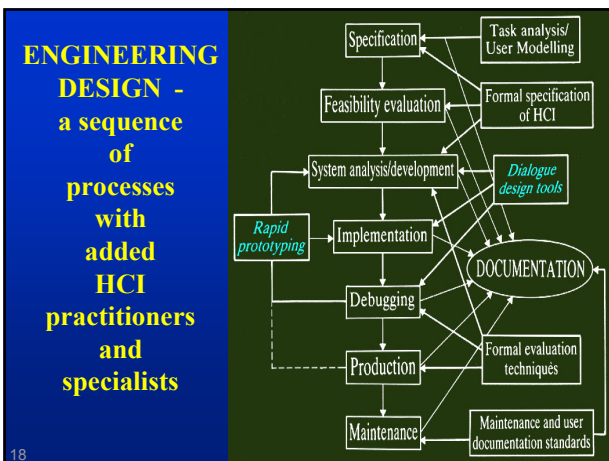 ENGINEERING
DESIGN -
a sequence
of
processes
with
added
HCI
practitioners
and
specialists
18
Specification
Task analysis/
User Modelling
Feasibility evaluation
Formal specification
of HCI
System analysis/development
Dialogue
design tools
Rapid
prototyping
Implementation
DOCUMENTATION
Debugging
Production
Formal evaluation
techniques
Maintenance
Maintenance and user
documentation standards